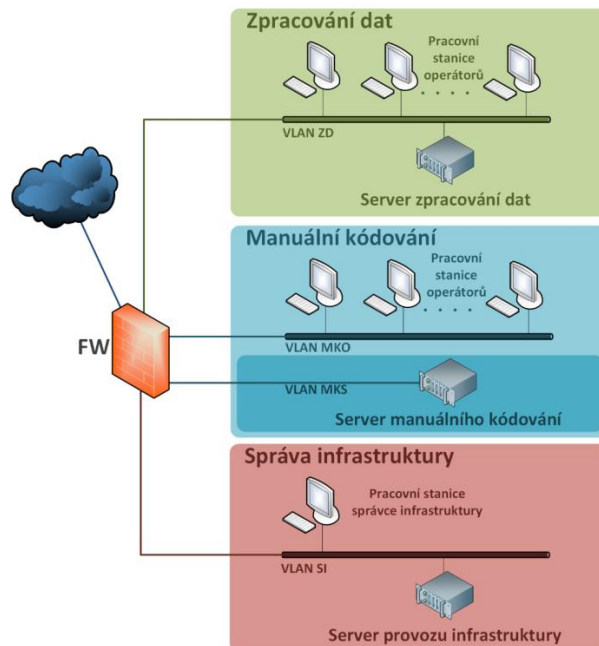 Zpracování dat
Pracovní
stanice
operátorů
VLAN ZD
Server zpracování dat
Manuální kódování
Pracovní
stanice
operátorů
FW
VLAN MKO
VLAN MKS
Server manuálního kódování
Správa infrastruktury
Pracovní stanice
správce infrastruktury
VLAN SI
Server provozu infrastruktury